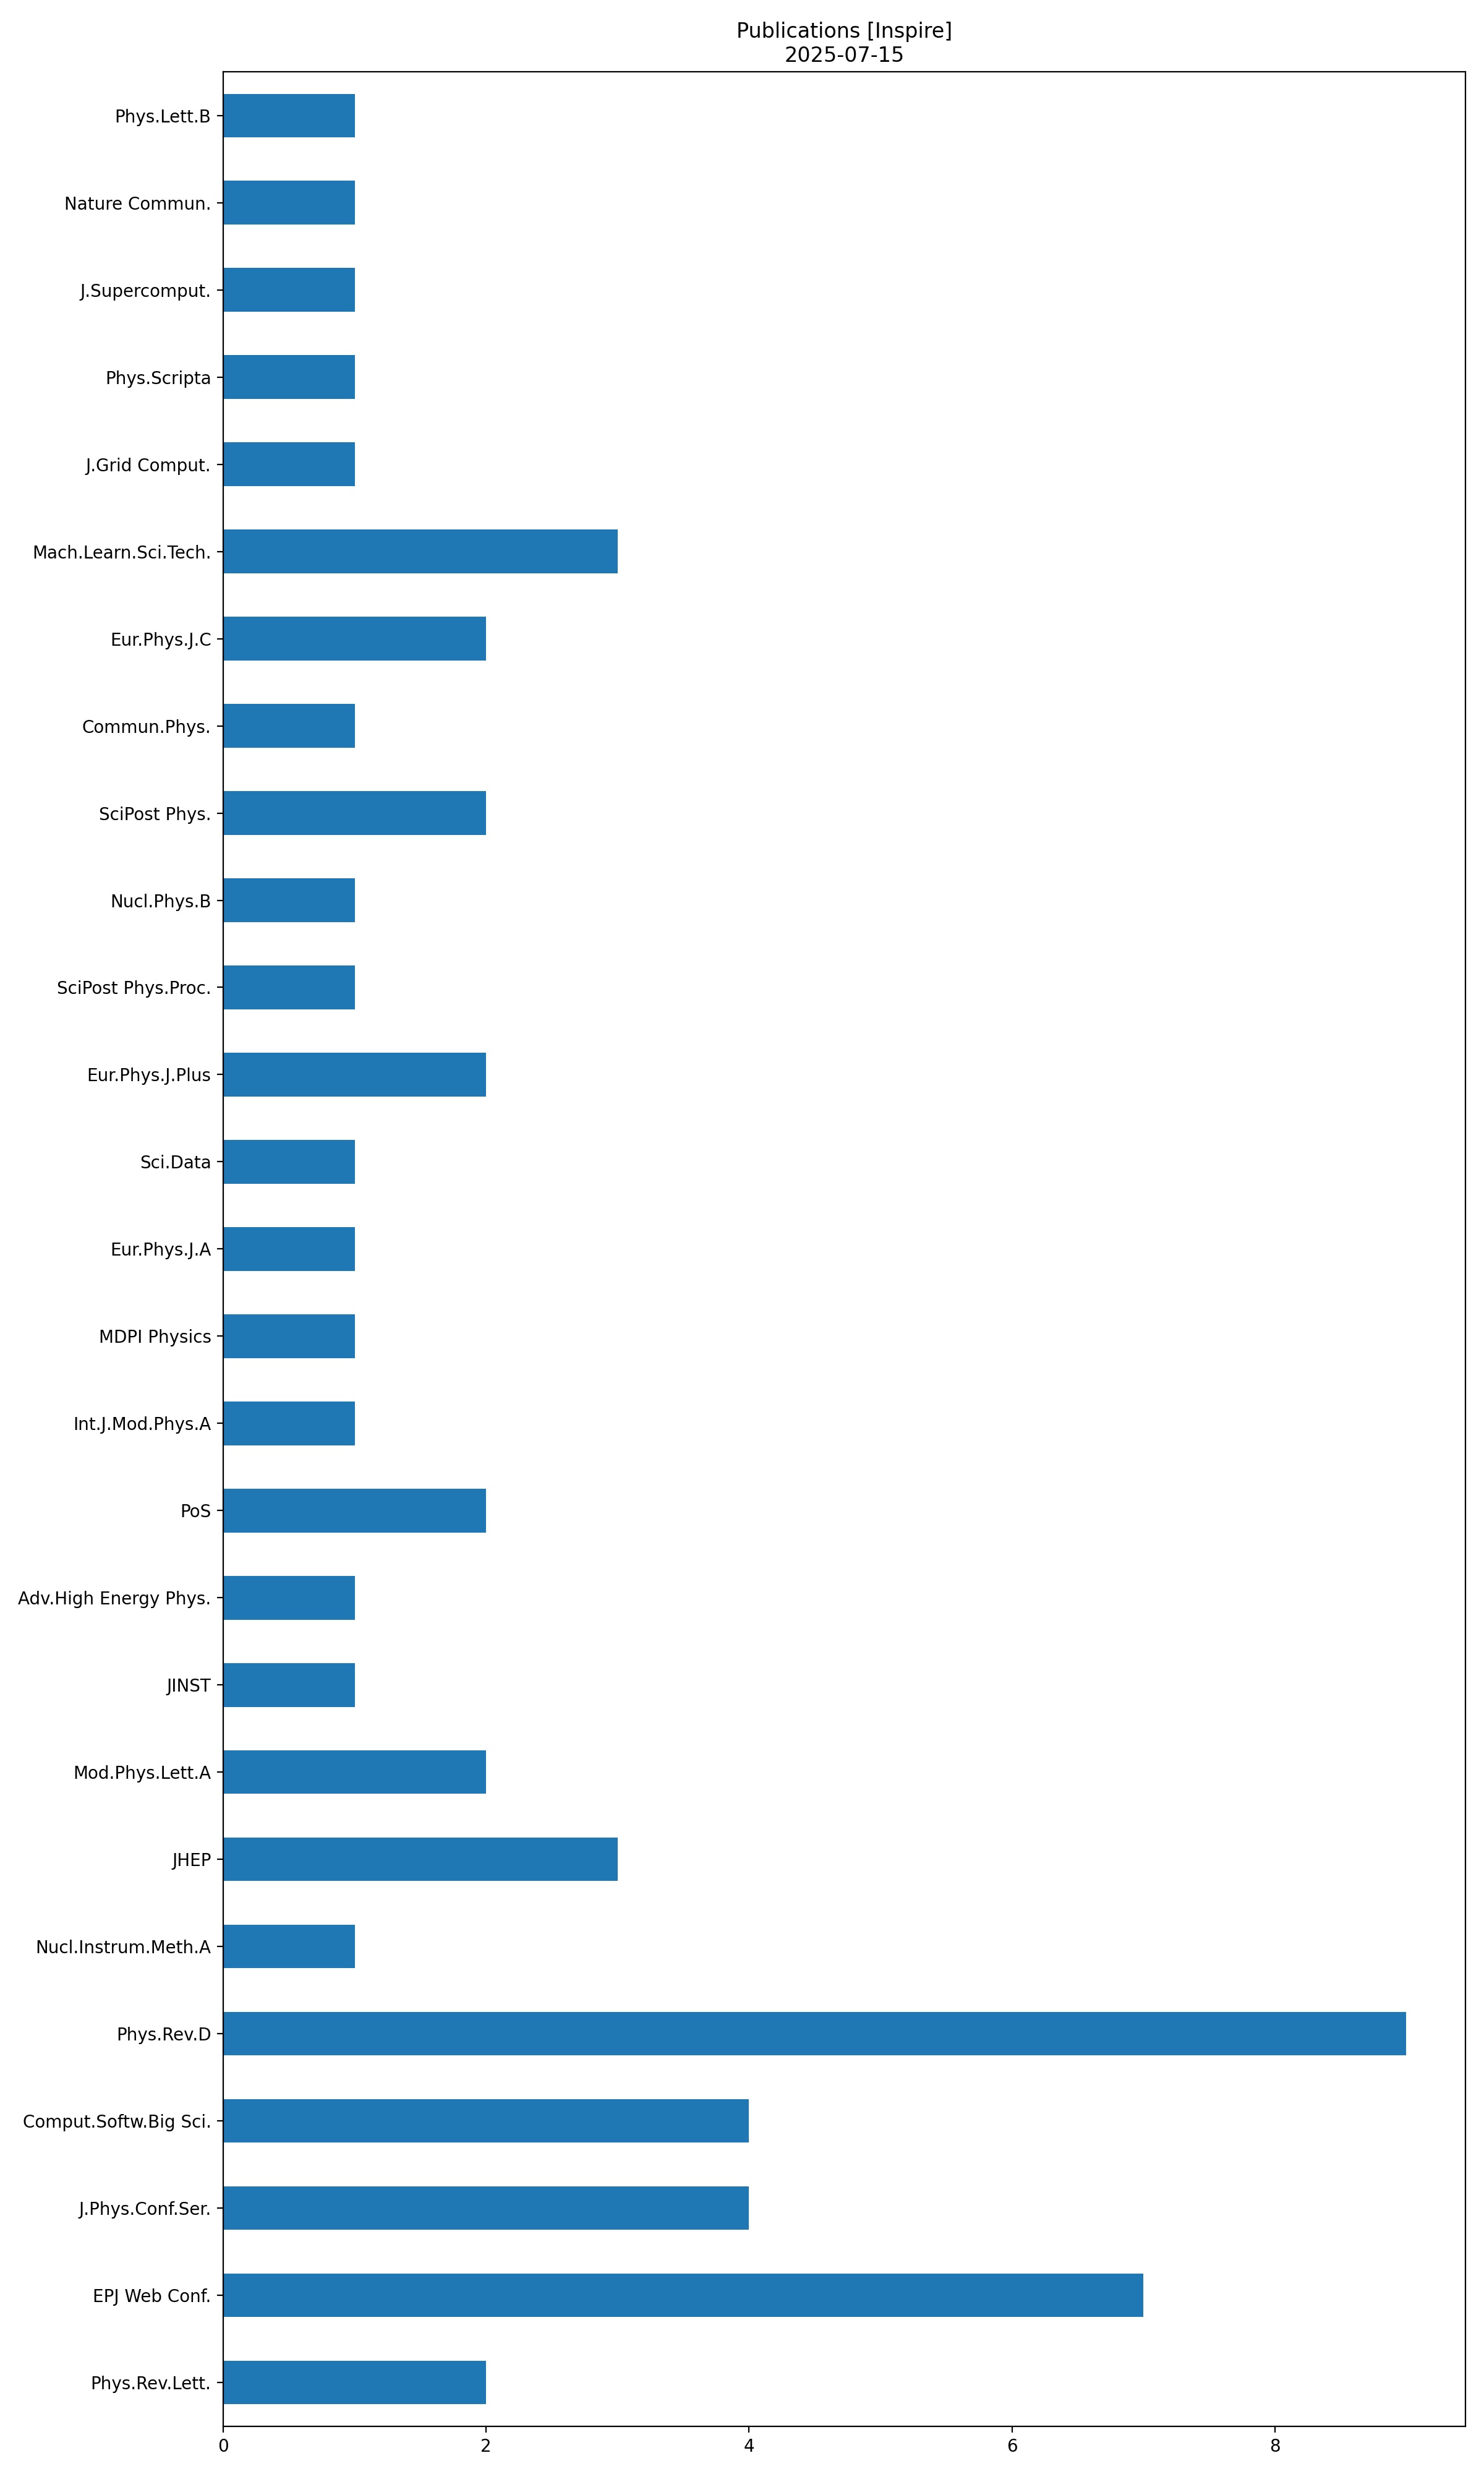 Publications [Inspire]
2025-07-15
Phys.Lett.B
Nature Commun.
J.Supercomput.
Phys.Scripta
J.Grid Comput.
Mach.Learn.Sci.Tech.
Eur.Phys.J.C
Commun.Phys.
SciPost Phys.
Nucl.Phys.B
SciPost Phys.Proc.
Eur.Phys.J.Plus
Sci.Data
Eur.Phys.J.A
MDPI Physics
Int.J.Mod.Phys.A
PoS
Adv.High Energy Phys.
JINST
Mod.Phys.Lett.A
JHEP
Nucl.Instrum.Meth.A
Phys.Rev.D
Comput.Softw.Big Sci.
J.Phys.Conf.Ser.
EPJ Web Conf.
Phys.Rev.Lett.
0 2 4 6 8